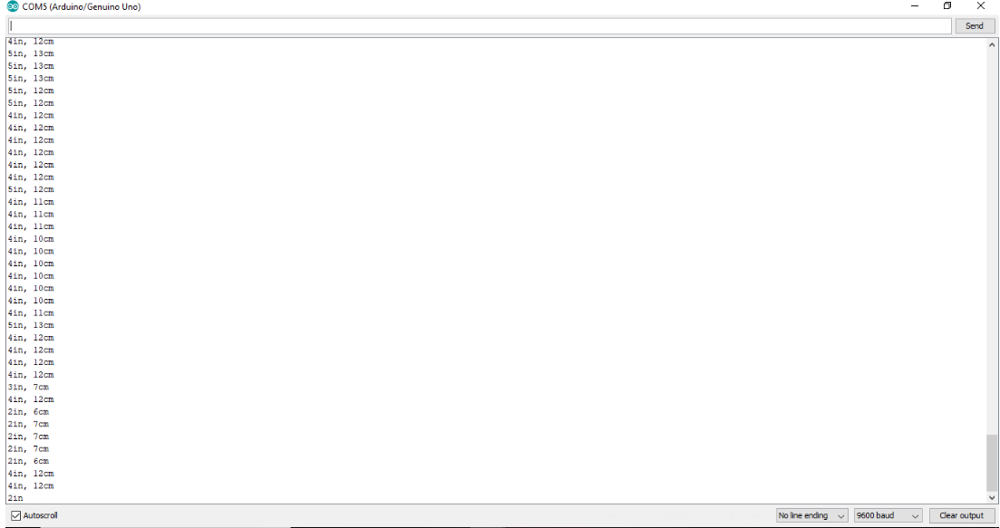 COM5 (Arduino/Genuino Uno)
Send
4in, 12cm
5in, 13cm
5in, 13cm
5in, 13cm
5in, 12cm
5in, 12cm
4in, 12cm
4in, 12cm
4in, 12cm
4in, 12cm
4in, 12cm
4in, 12cm
5in, 12cm
4in, 11cm
4in, 11cm
4in, 11cm
4in, 10cm
4in, 10cm
4in, 10cm
4in, 10cm
4in, 10cm
4in, 10cm
4in, 11cm
5in, 13cm
4in, 12cm
4in, 12cm
4in, 12cm
4in, 12cm
3in, 7cm
4in, 12cm
2in, 6cm
2in, 7cm
2in, 7cm
2in, 7cm
2in, 6cm
4in, 12cm
4in, 12cm
2in
Autoscroll
No line ending
9600 baud
Clear output